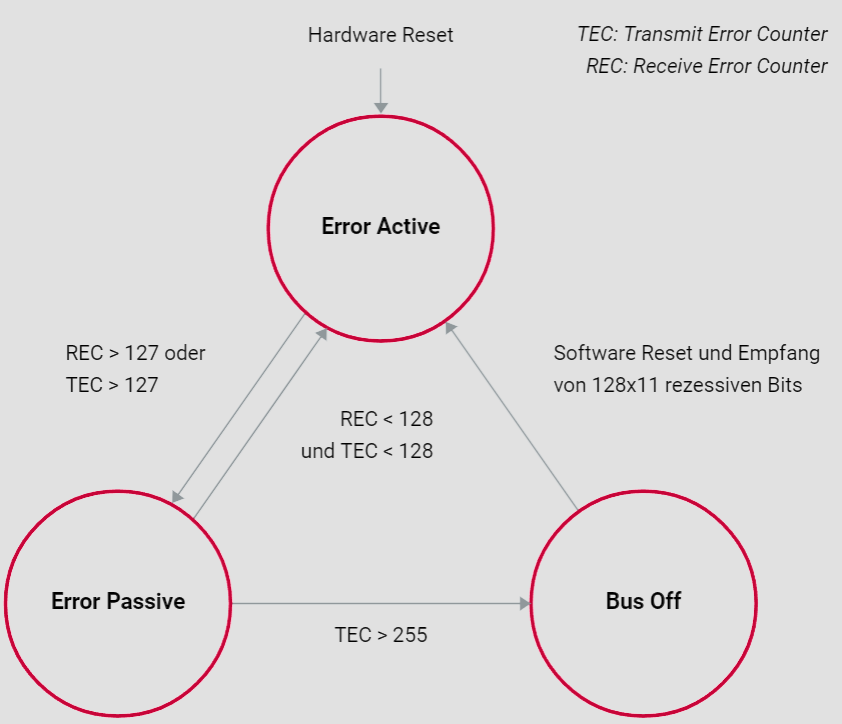 Hardware Reset
TEC: Transmit Error Counter
REC: Receive Error Counter
Error Active
REC > 127 oder
TEC > 127
Software Reset und Empfang
von 128x11 rezessiven Bits
REC < 128
und TEC < 128
Error Passive
Bus Off
TEC > 255